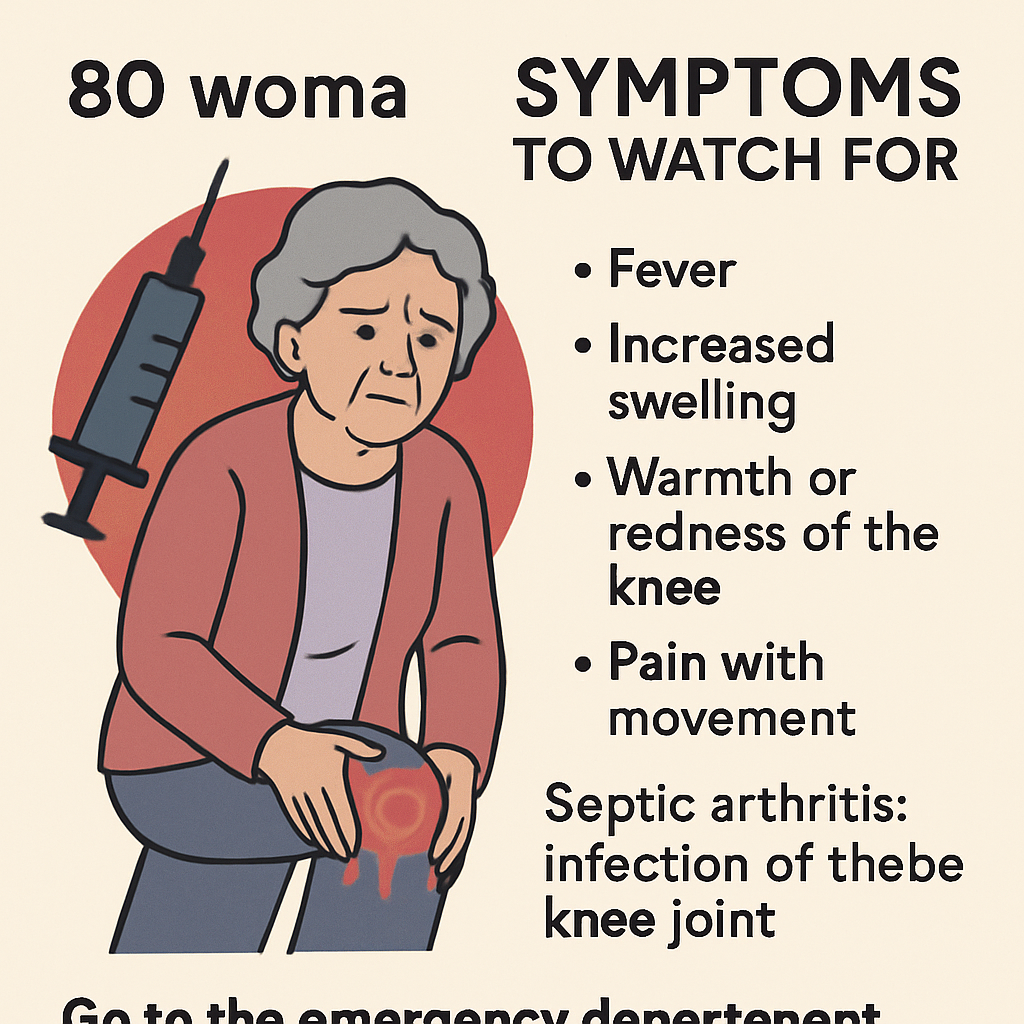 80 woma
SYMPTOMS
TO WATCH FOR
• Fever
• Increased
swelling
• Warmth or
redness of the
knee
• Pain with
movement
Septic arthritis:
infection of thebe
knee joint
Go to the emergency denertenent